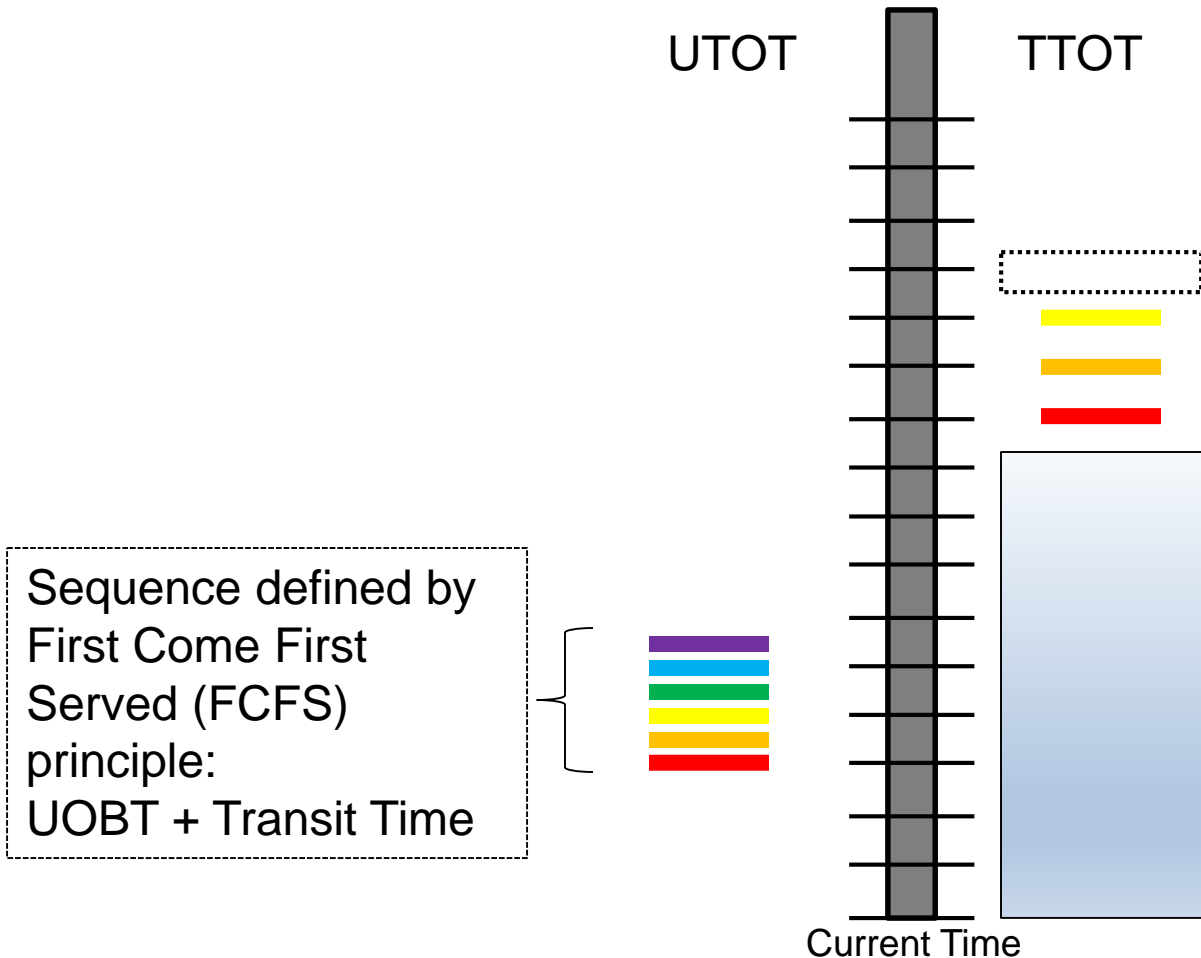 UTOT
TTOT
Sequence defined by
First Come First
Served (FCFS)
principle:
UOBT + Transit Time
Current Time